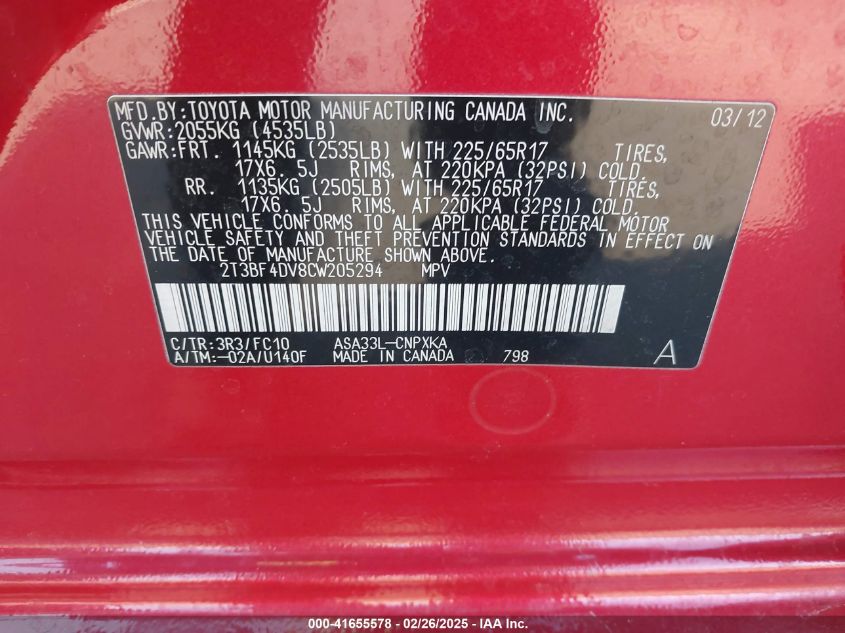 MFD.BY:TOYOTA MOTOR MANUFACTURING CANADA INC. 03/12
GVWR:2055KG (4535LB)
GAWR:FRT. 1145KG (2535LB) WITH 225/65R17 TIRES,
17X6. 5J RIMS, AT 220KPA (32PSI) COLD.
RR. 1135KG (2505LB) WITH 225/65R17 TIRES,
17X6. 5J RIMS, AT 220KPA (32PSI) COLD.
THIS VEHICLE CONFORMS TO ALL APPLICABLE FEDERAL MOTOR
VEHICLE SAFETY AND THEFT PREVENTION STANDARDS IN EFFECT ON
THE DATE OF MANUFACTURE SHOWN ABOVE.
2T3BF4DV8CW205294 MPV
C/TR:3R3/FC10 ASA33L-CNPXKA
A/TM:-02A/U140F MADE IN CANADA 798 A
000-41655578 - 02/26/2025 - IAA Inc.